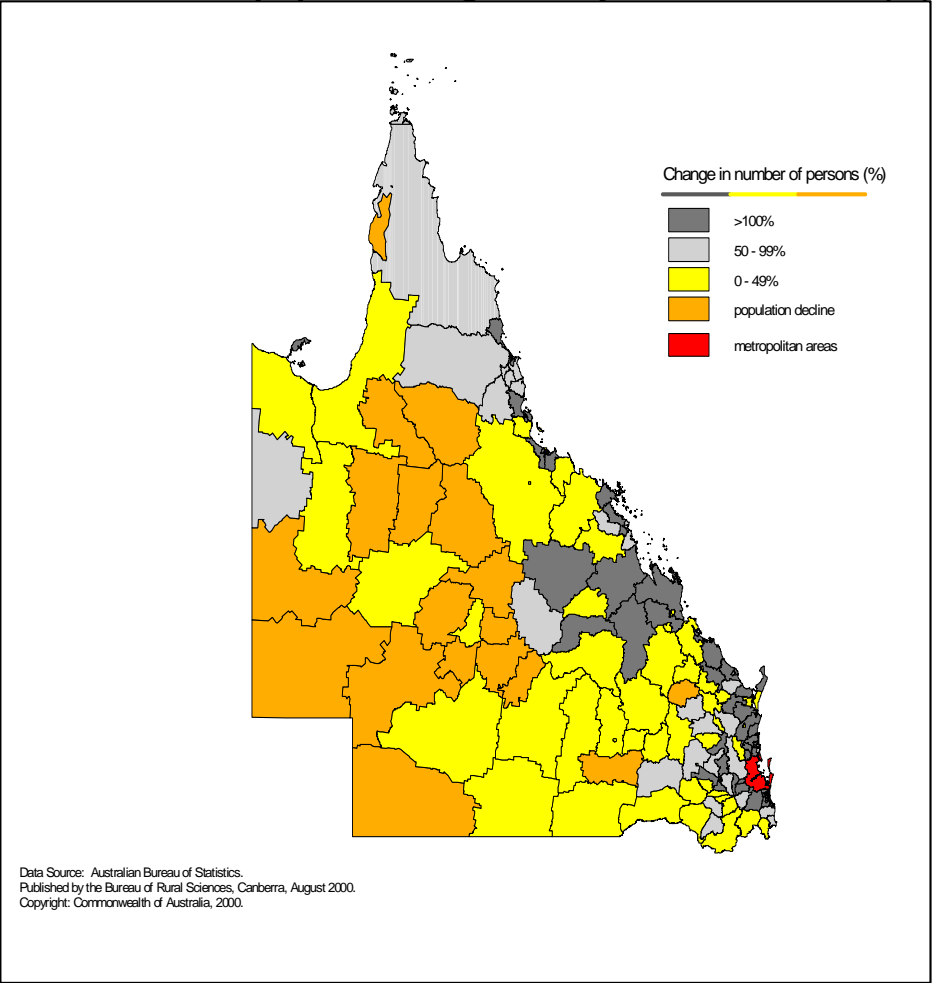 Change in number of persons (%)
>100%
50 - 99%
0 - 49%
population decline
metropolitan areas
Data Source: Australian Bureau of Statistics.
Published by the Bureau of Rural Sciences, Canberra, August 2000.
Copyright: Commonwealth of Australia, 2000.